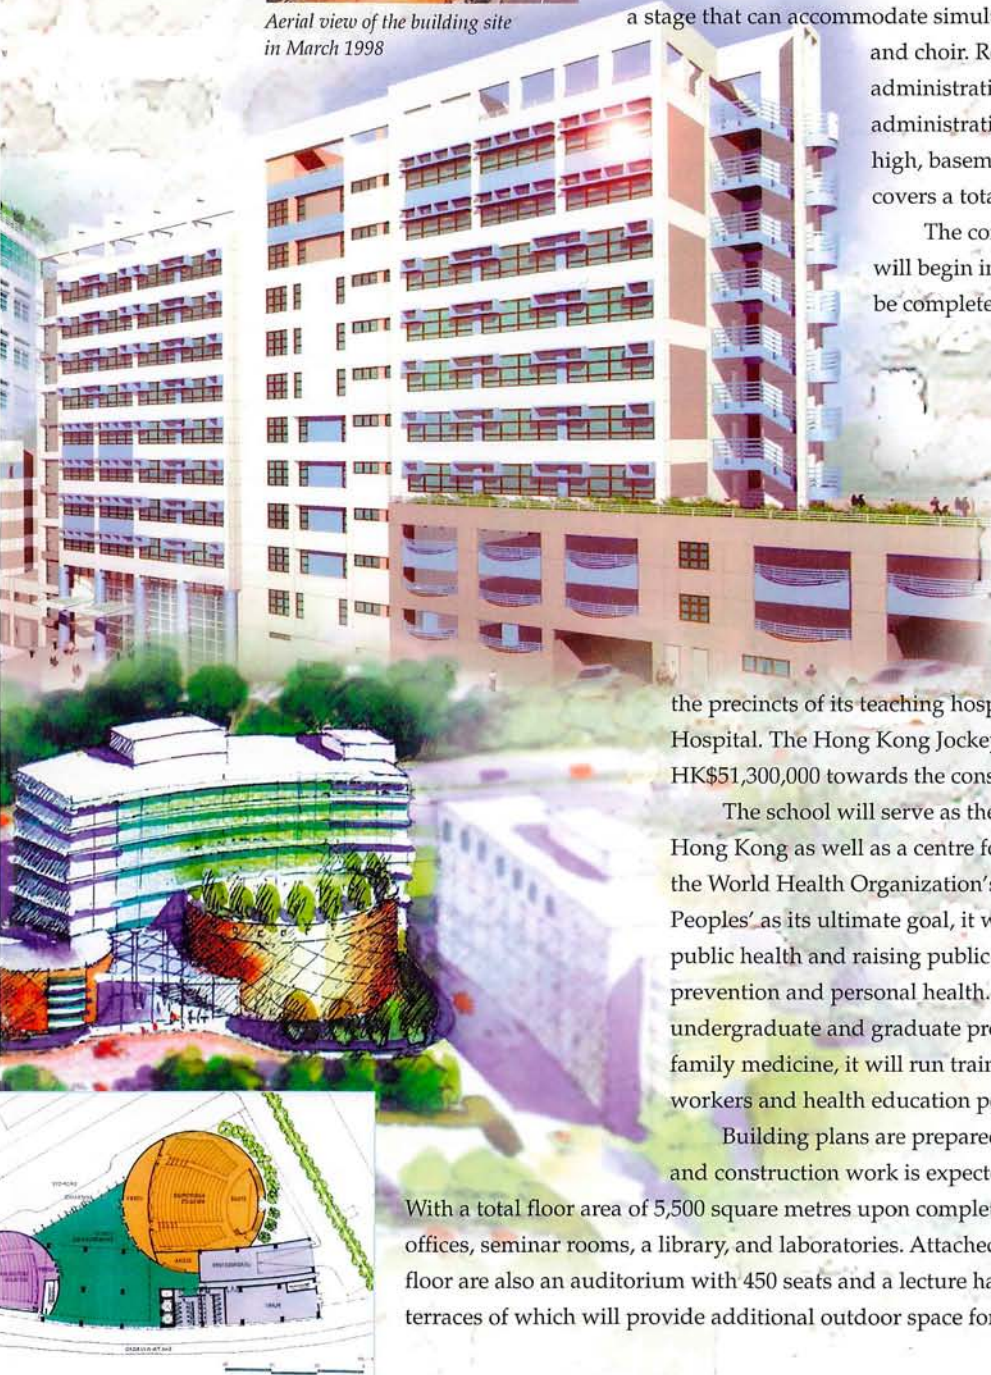 Aerial view of the building site
in March 1998
a stage that can accommodate simul
and choir. R
administrati
administrati
high, basem
covers a tota
The co
will begin in
be complete
the precincts of its teaching hosp
Hospital. The Hong Kong Jocke
HK$51,300,000 towards the cons
The school will serve as the
Hong Kong as well as a centre fo
the World Health Organization's
Peoples' as its ultimate goal, it w
public health and raising public
prevention and personal health.
undergraduate and graduate pro
family medicine, it will run train
workers and health education pe
Building plans are prepared
and construction work is expecte
With a total floor area of 5,500 square metres upon complet
offices, seminar rooms, a library, and laboratories. Attached
floor are also an auditorium with 450 seats and a lecture ha
terraces of which will provide additional outdoor space for